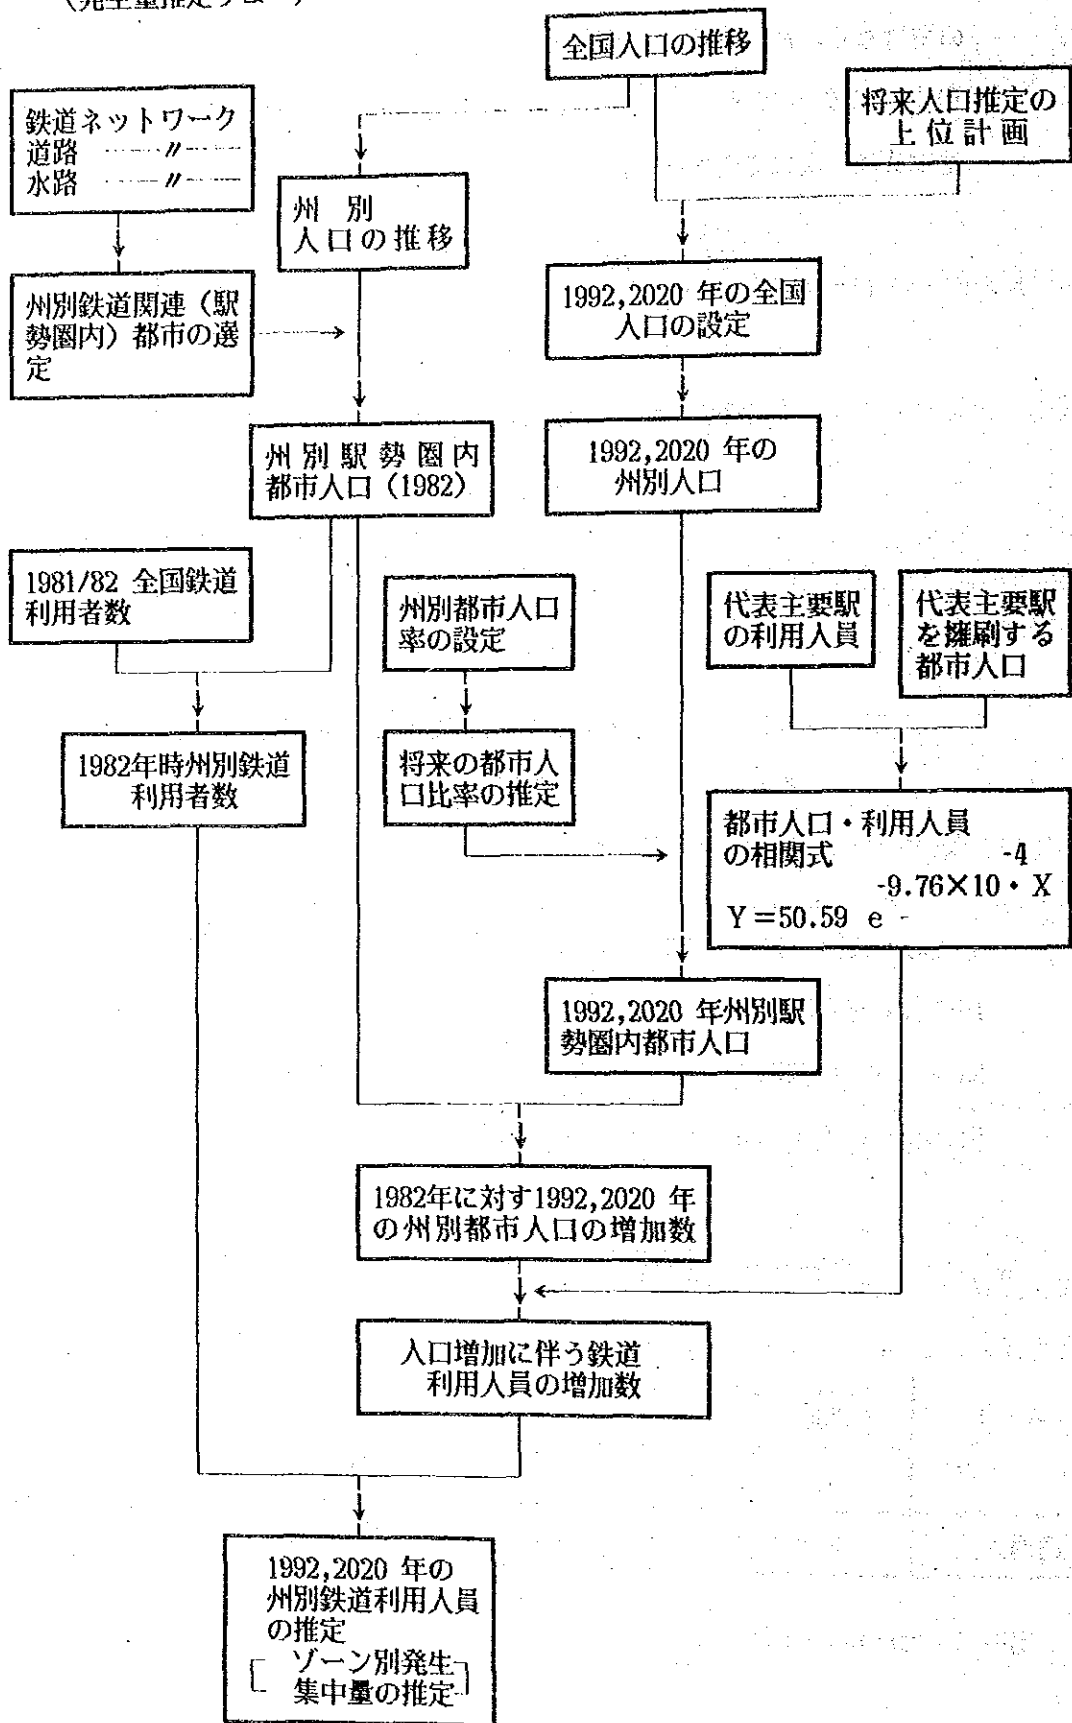 (発生量推定フロー)
全国人口の推移
将来人口推定の
上位計画
鉄道ネットワーク
道路 〃
水路 〃
州 別
人口の推移
州別鉄道関連（駅
勢圏内）都市の選
定
1992,2020 年の全国
人口の設定
州別駅勢圏内
都市人口（1982）
1992,2020 年の
州別人口
1981/82 全国鉄道
利用者数
州別都市人口
率の設定
代表主要駅
の利用人員
代表主要駅
を擁刷する
都市人口
1982年時州別鉄道
利用者数
将来の都市人
口比率の推定
都市人口・利用人員
の相関式 -4
-9.76×10・X
Y=50.59 e
1992,2020 年州別駅
勢圏内都市人口
1982年に対す1992,2020 年
の州別都市人口の増加数
入口増加に伴う鉄道
利用人員の増加数
1992,2020 年の
州別鉄道利用人員
の推定
ゾーン別発生
集中量の推定